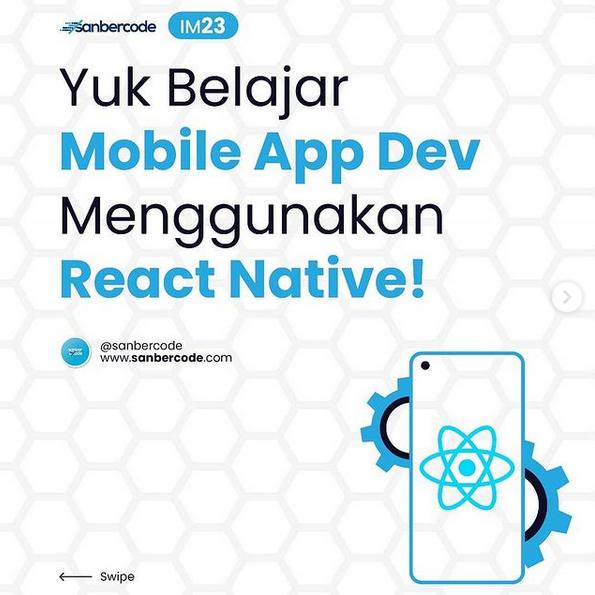 sanbercode IM23
Yuk Belajar
Mobile App Dev
Menggunakan
React Native!
@sanbercode
www.sanbercode.com
Swipe